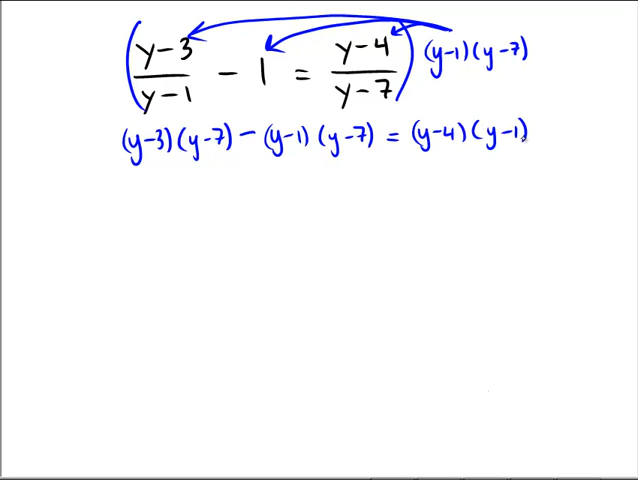 (y-3/y-1 - 1 = y-4/y-7) (y-1)(y-7)
(y-3)(y-7) - (y-1)(y-7) = (y-4)(y-1)